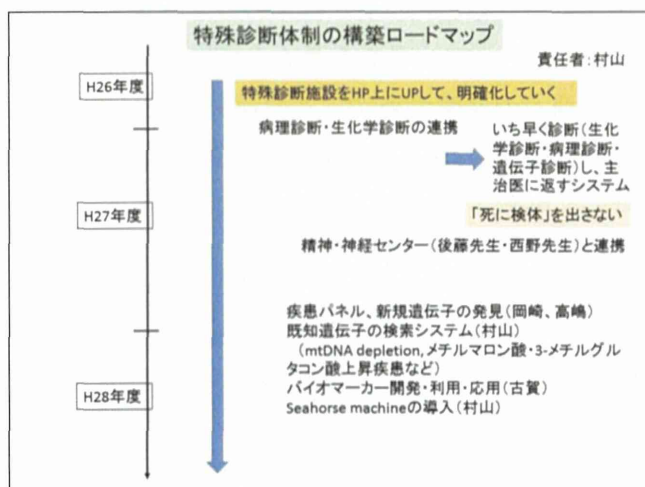 特殊診断体制の構築ロードマップ
責任者：村山
H26年度
特殊診断施設をHP上にUPして、明確化していく
病理診断・生化学診断の連携
いち早く診断（生化
学診断・病理診断・
遺伝子診断）し、主
治医に返すシステム
H27年度
「死に検体」を出さない
精神・神経センター（後藤先生・西野先生）と連携
疾患パネル、新規遺伝子の発見（岡崎、高嶋）
既知遺伝子の検索システム（村山）
（mtDNA depletion, メチルマロン酸・3-メチルグル
タコン酸上昇疾患など）
H28年度
バイオマーカー開発・利用・応用（古賀）
Seahorse machineの導入（村山）